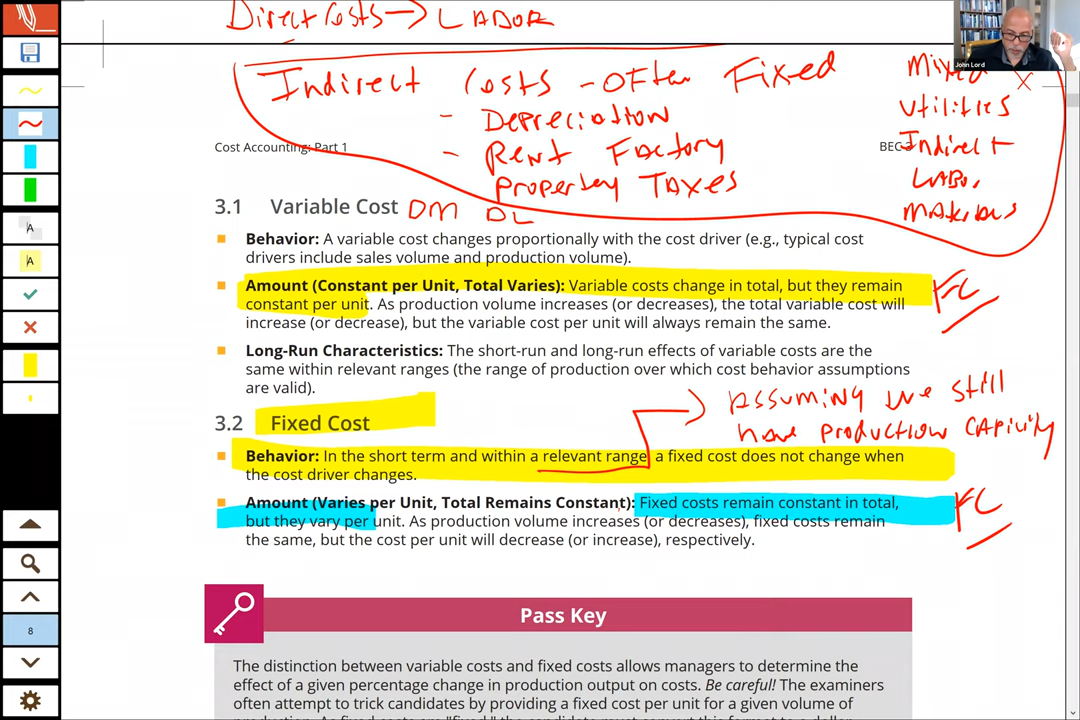 Direct Costs → LABOR
John Lord
Indirect Costs - OFten Fixed
Mixed
- Depreciation
Utilities
Cost Accounting: Part 1
- Rent Factory
Indirect
Property TAXes
LABOr
MAterials
3.1 Variable Cost DM DL
Behavior: A variable cost changes proportionally with the cost driver (e.g., typical cost
drivers include sales volume and production volume).
Amount (Constant per Unit, Total Varies): Variable costs change in total, but they remain
FC
constant per unit. As production volume increases (or decreases), the total variable cost will
increase (or decrease), but the variable cost per unit will always remain the same.
Long-Run Characteristics: The short-run and long-run effects of variable costs are the
same within relevant ranges (the range of production over which cost behavior assumptions
are valid).
Assuming we still
have production CAPicity
3.2 Fixed Cost
Behavior: In the short term and within a relevant range a fixed cost does not change when
the cost driver changes.
Amount (Varies per Unit, Total Remains Constant): Fixed costs remain constant in total,
FC
but they vary per unit. As production volume increases (or decreases), fixed costs remain
the same, but the cost per unit will decrease (or increase), respectively.
Pass Key
The distinction between variable costs and fixed costs allows managers to determine the
effect of a given percentage change in production output on costs. Be careful! The examiners
often attempt to trick candidates by providing a fixed cost per unit for a given volume of
A
A
8